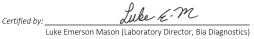 Certified by: Luke E. M
Luke Emerson Mason (Laboratory Director, Bia Diagnostics)